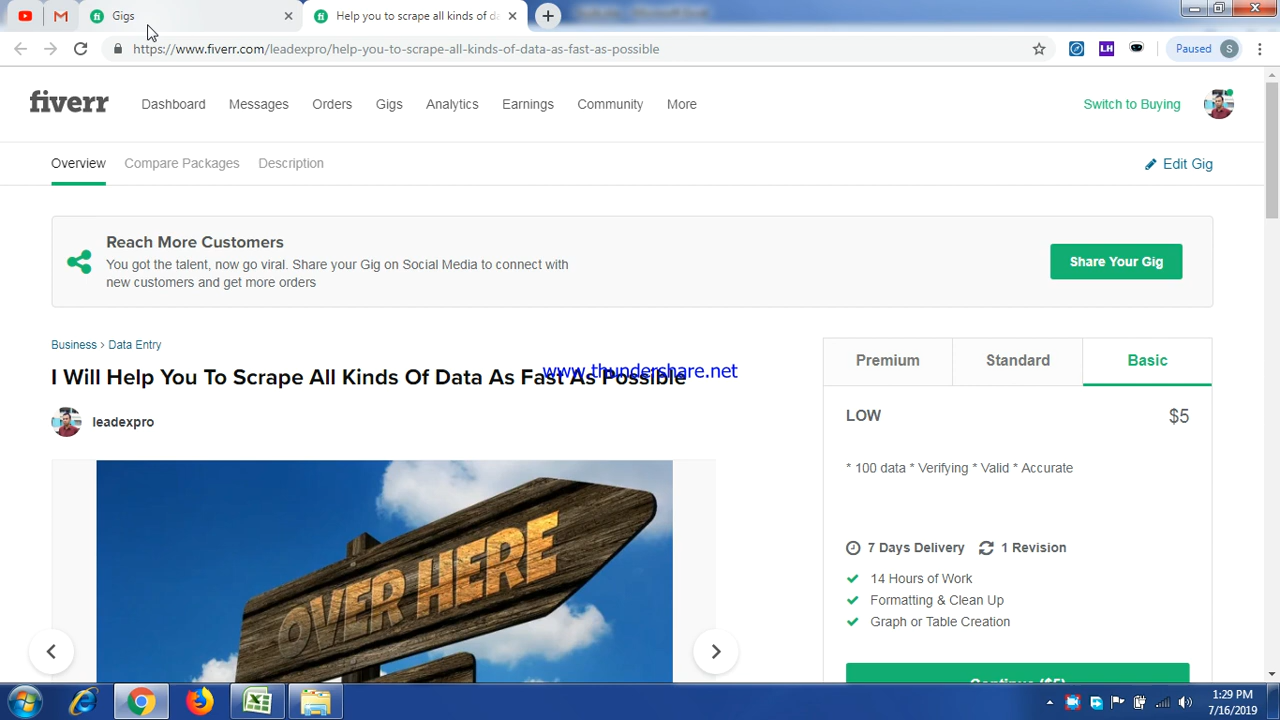 Gigs
Help you to scrape all kinds of da
https://www.fiverr.com/leadexpro/help-you-to-scrape-all-kinds-of-data-as-fast-as-possible
LH
Paused S
fiverr Dashboard Messages Orders Gigs Analytics Earnings Community More Switch to Buying
Overview Compare Packages Description Edit Gig
Reach More Customers
You got the talent, now go viral. Share your Gig on Social Media to connect with
new customers and get more orders
Share Your Gig
Business › Data Entry
I Will Help You To Scrape All Kinds Of Data As Fast As Possible
www.thundershare.net
leadexpro
OVER HERE
Premium Standard Basic
LOW $5
* 100 data * Verifying * Valid * Accurate
7 Days Delivery 1 Revision
14 Hours of Work
Formatting & Clean Up
Graph or Table Creation
Continue ($5)
1:29 PM
7/16/2019